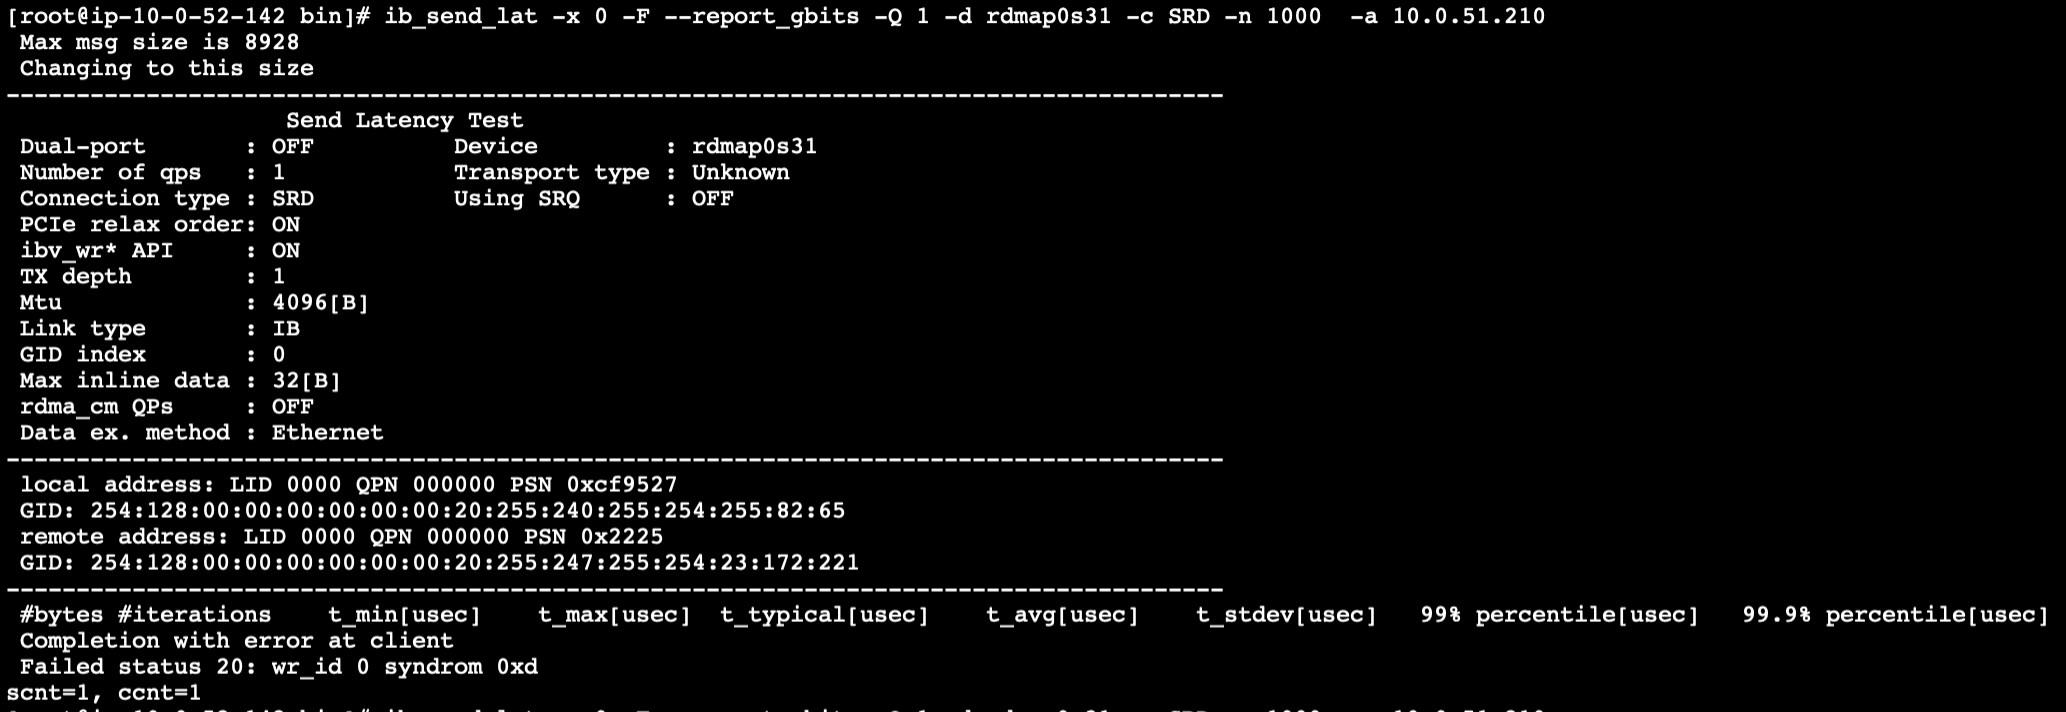 [root@ip-10-0-52-142 bin]# ib_send_lat -x 0 -F --report_gbits -Q 1 -d rdmap0s31 -c SRD -n 1000  -a 10.0.51.210
Max msg size is 8928
Changing to this size
---------------------------------------------------------------------------------------
Send Latency Test
Dual-port       : OFF          Device         : rdmap0s31
Number of qps   : 1            Transport type : Unknown
Connection type : SRD          Using SRQ      : OFF
PCIe relax order: ON
ibv_wr* API     : ON
TX depth        : 1
Mtu             : 4096[B]
Link type       : IB
GID index       : 0
Max inline data : 32[B]
rdma_cm QPs     : OFF
Data ex. method : Ethernet
---------------------------------------------------------------------------------------
local address: LID 0000 QPN 000000 PSN 0xcf9527
GID: 254:128:00:00:00:00:00:00:20:255:240:255:254:255:82:65
remote address: LID 0000 QPN 000000 PSN 0x2225
GID: 254:128:00:00:00:00:00:00:20:255:247:255:254:23:172:221
---------------------------------------------------------------------------------------
#bytes #iterations    t_min[usec]    t_max[usec]  t_typical[usec]    t_avg[usec]    t_stdev[usec]   99% percentile[usec]   99.9% percentile[usec]
Completion with error at client
Failed status 20: wr_id 0 syndrom 0xd
scnt=1, ccnt=1